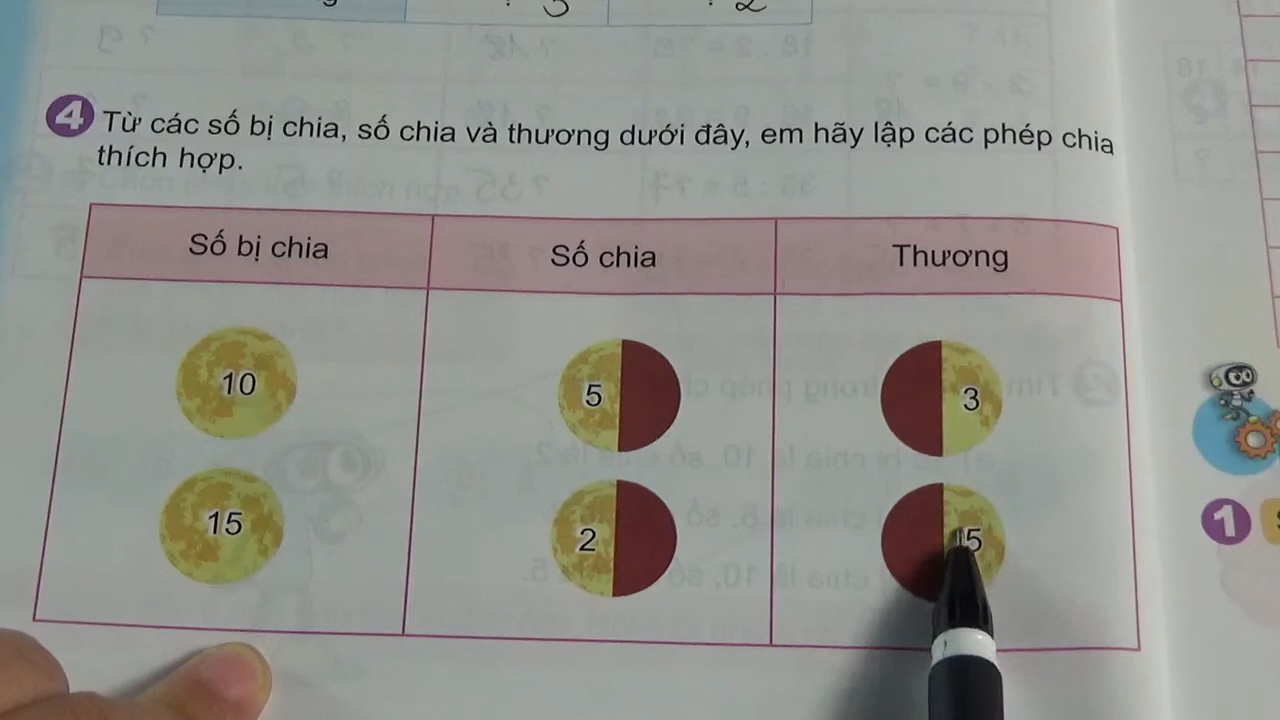 4 Từ các số bị chia, số chia và thương dưới đây, em hãy lập các phép chia
thích hợp.
Số bị chia Số chia Thương
10 5 3
15 2 5
1